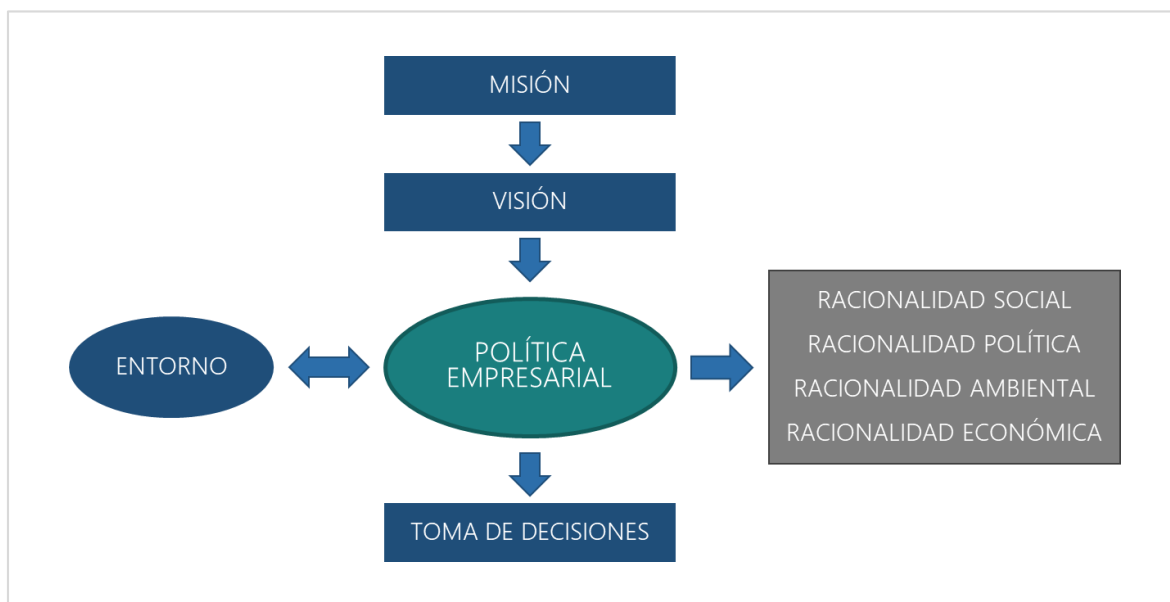 MISIÓN
VISIÓN
ENTORNO
POLÍTICA
EMPRESARIAL
RACIONALIDAD SOCIAL
RACIONALIDAD POLÍTICA
RACIONALIDAD AMBIENTAL
RACIONALIDAD ECONÓMICA
TOMA DE DECISIONES